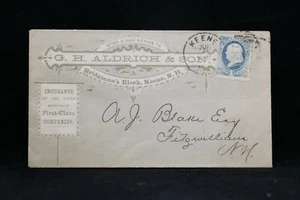 G. H. ALDRICH & SON
Bridgman's Block, Keene, N. H.
KEENE
INSURANCE
First-Class
COMPANIES.
A. J. Blake Esq
Fitzwilliam
N.H.